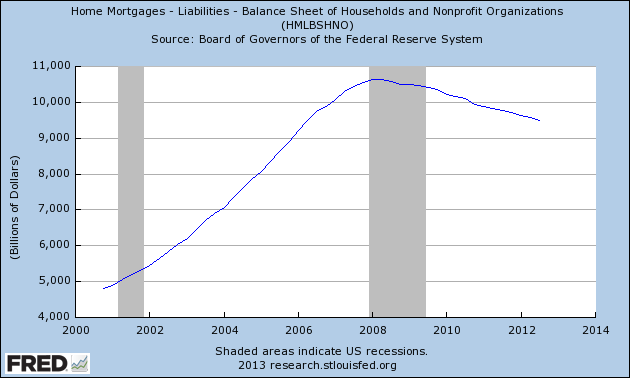 Home Mortgages - Liabilities - Balance Sheet of Households and Nonprofit Organizations
(HMLBSHNO)
Source: Board of Governors of the Federal Reserve System
(Billions of Dollars)
11,000
10,000
9,000
8,000
7,000
6,000
5,000
4,000
2000 2002 2004 2006 2008 2010 2012 2014
Shaded areas indicate US recessions.
FRED 2013 research.stlouisfed.org